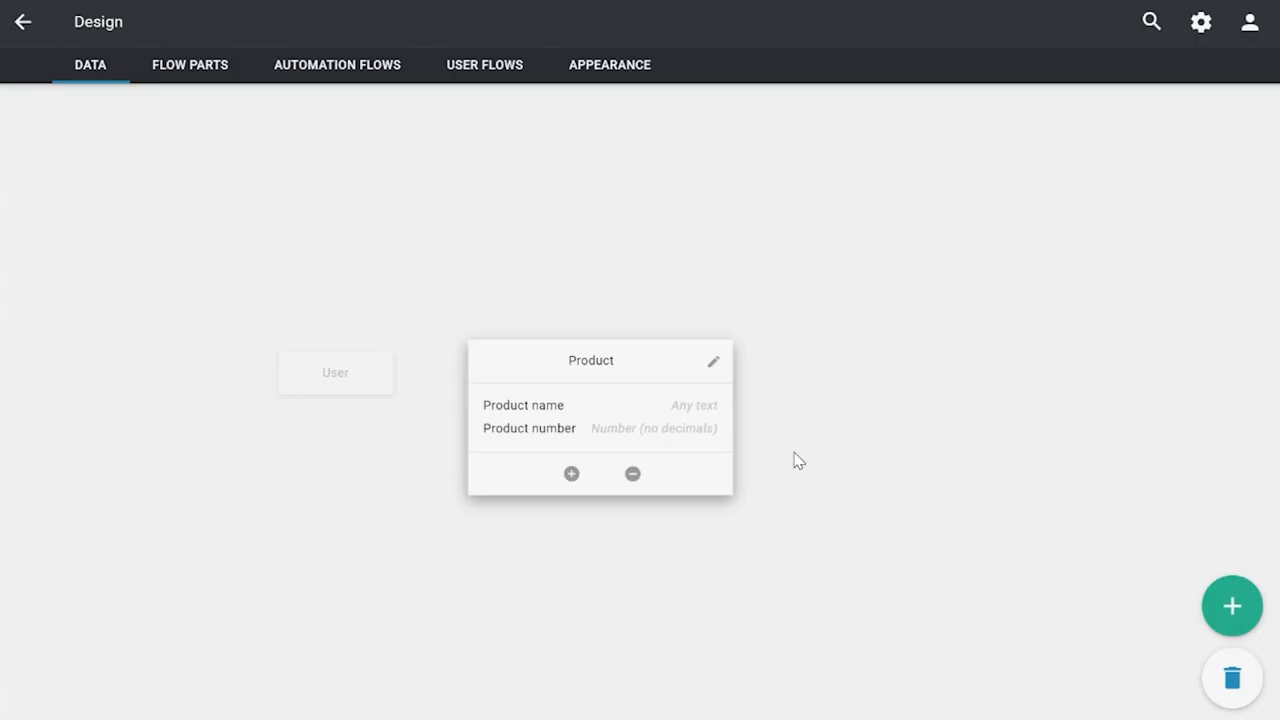 Design
DATA FLOW PARTS AUTOMATION FLOWS USER FLOWS APPEARANCE
User
Product
Product name Any text
Product number Number (no decimals)